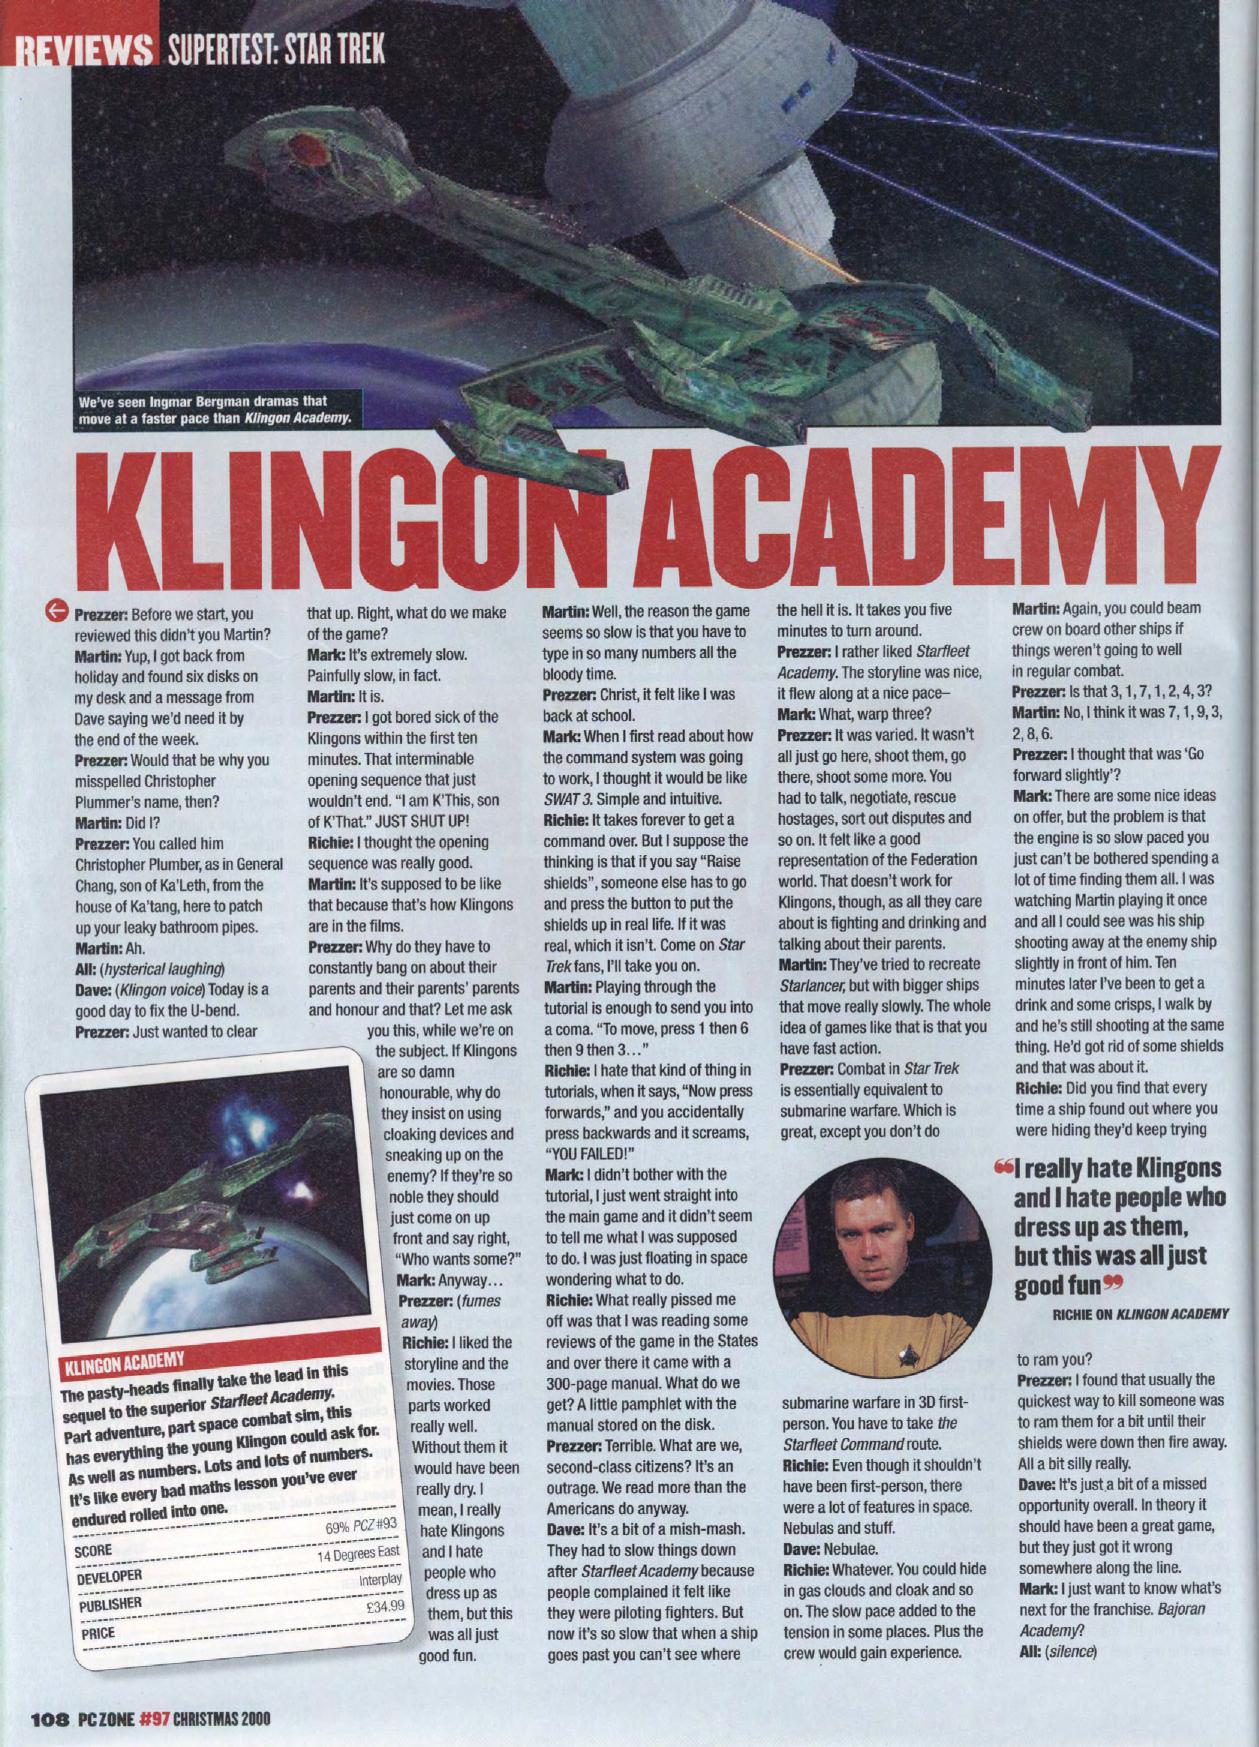 REVIEWS SUPERTEST: STAR TREK
We've seen Ingmar Bergman dramas that
move at a faster pace than Klingon Academy.
KLINGON ACADEMY
Prezzer: Before we start, you
reviewed this didn't you Martin?
Martin: Yup, I got back from
holiday and found six disks on
my desk and a message from
Dave saying we'd need it by
the end of the week.
Prezzer: Would that be why you
misspelled Christopher
Plummer's name, then?
Martin: Did I?
Prezzer: You called him
Christopher Plumber, as in General
Chang, son of Ka'Leth, from the
house of Ka'tang, here to patch
up your leaky bathroom pipes.
Martin: Ah.
All: (hysterical laughing)
Dave: (Klingon voice) Today is a
good day to fix the U-bend.
Prezzer: Just wanted to clear
that up. Right, what do we make
of the game?
Mark: It's extremely slow.
Painfully slow, in fact.
Martin: It is.
Prezzer: I got bored sick of the
Klingons within the first ten
minutes. That interminable
opening sequence that just
wouldn't end. “I am K'This, son
of K'That.” JUST SHUT UP!
Richie: I thought the opening
sequence was really good.
Martin: It's supposed to be like
that because that's how Klingons
are in the films.
Prezzer: Why do they have to
constantly bang on about their
parents and their parents' parents
and honour and that? Let me ask
you this, while we're on
the subject. If Klingons
are so damn
honourable, why do
they insist on using
cloaking devices and
sneaking up on the
enemy? If they're so
noble they should
just come on up
front and say right,
“Who wants some?”
Mark: Anyway…
Prezzer: (fumes
away)
Richie: I liked the
storyline and the
movies. Those
parts worked
really well.
Without them it
would have been
really dry. I
mean, I really
hate Klingons
and I hate
people who
dress up as
them, but this
was all just
good fun.
KLINGON ACADEMY
The pasty-heads finally take the lead in this
sequel to the superior Starfleet Academy.
Part adventure, part space combat sim, this
has everything the young Klingon could ask for.
As well as numbers. Lots and lots of numbers.
It's like every bad maths lesson you've ever
endured rolled into one.
SCORE 69% PCZ #93
DEVELOPER 14 Degrees East
PUBLISHER Interplay
PRICE £34.99
Martin: Well, the reason the game
seems so slow is that you have to
type in so many numbers all the
bloody time.
Prezzer: Christ, it felt like I was
back at school.
Mark: When I first read about how
the command system was going
to work, I thought it would be like
SWAT 3. Simple and intuitive.
Richie: It takes forever to get a
command over. But I suppose the
thinking is that if you say “Raise
shields”, someone else has to go
and press the button to put the
shields up in real life. If it was
real, which it isn't. Come on Star
Trek fans, I'll take you on.
Martin: Playing through the
tutorial is enough to send you into
a coma. “To move, press 1 then 6
then 9 then 3…”
Richie: I hate that kind of thing in
tutorials, when it says, “Now press
forwards,” and you accidentally
press backwards and it screams,
“YOU FAILED!”
Mark: I didn't bother with the
tutorial, I just went straight into
the main game and it didn't seem
to tell me what I was supposed
to do. I was just floating in space
wondering what to do.
Richie: What really pissed me
off was that I was reading some
reviews of the game in the States
and over there it came with a
300-page manual. What do we
get? A little pamphlet with the
manual stored on the disk.
Prezzer: Terrible. What are we,
second-class citizens? It's an
outrage. We read more than the
Americans do anyway.
Dave: It's a bit of a mish-mash.
They had to slow things down
after Starfleet Academy because
people complained it felt like
they were piloting fighters. But
now it's so slow that when a ship
goes past you can't see where
the hell it is. It takes you five
minutes to turn around.
Prezzer: I rather liked Starfleet
Academy. The storyline was nice,
it flew along at a nice pace–
Mark: What, warp three?
Prezzer: It was varied. It wasn't
all just go here, shoot them, go
there, shoot some more. You
had to talk, negotiate, rescue
hostages, sort out disputes and
so on. It felt like a good
representation of the Federation
world. That doesn't work for
Klingons, though, as all they care
about is fighting and drinking and
talking about their parents.
Martin: They've tried to recreate
Starlancer, but with bigger ships
that move really slowly. The whole
idea of games like that is that you
have fast action.
Prezzer: Combat in Star Trek
is essentially equivalent to
submarine warfare. Which is
great, except you don't do
submarine warfare in 3D first-
person. You have to take the
Starfleet Command route.
Richie: Even though it shouldn't
have been first-person, there
were a lot of features in space.
Nebulas and stuff.
Dave: Nebulae.
Richie: Whatever. You could hide
in gas clouds and cloak and so
on. The slow pace added to the
tension in some places. Plus the
crew would gain experience.
Martin: Again, you could beam
crew on board other ships if
things weren't going to well
in regular combat.
Prezzer: Is that 3, 1, 7, 1, 2, 4, 3?
Martin: No, I think it was 7, 1, 9, 3,
2, 8, 6.
Prezzer: I thought that was ‘Go
forward slightly’?
Mark: There are some nice ideas
on offer, but the problem is that
the engine is so slow paced you
just can't be bothered spending a
lot of time finding them all. I was
watching Martin playing it once
and all I could see was his ship
shooting away at the enemy ship
slightly in front of him. Ten
minutes later I've been to get a
drink and some crisps, I walk by
and he's still shooting at the same
thing. He'd got rid of some shields
and that was about it.
Richie: Did you find that every
time a ship found out where you
were hiding they'd keep trying
“I really hate Klingons
and I hate people who
dress up as them,
but this was all just
good fun”
RICHIE ON KLINGON ACADEMY
to ram you?
Prezzer: I found that usually the
quickest way to kill someone was
to ram them for a bit until their
shields were down then fire away.
All a bit silly really.
Dave: It's just a bit of a missed
opportunity overall. In theory it
should have been a great game,
but they just got it wrong
somewhere along the line.
Mark: I just want to know what's
next for the franchise. Bajoran
Academy?
All: (silence)
108 PC ZONE #97 CHRISTMAS 2000